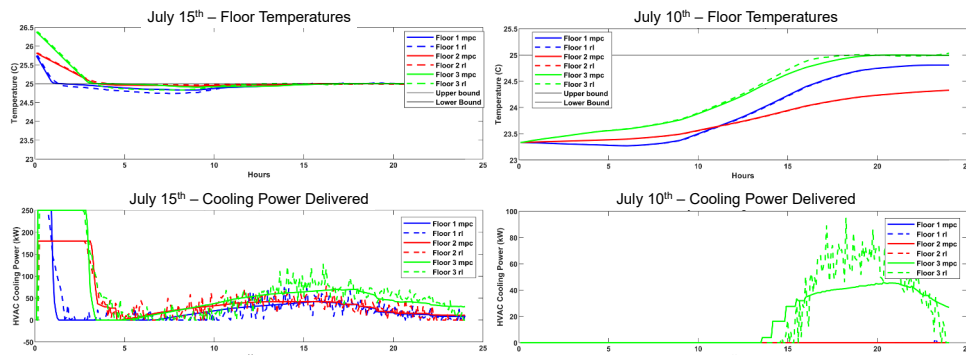 July 15th – Floor Temperatures
26.5
26
25.5
25
24.5
24
23.5
23
Temperature (C)
0 5 10 15 20 25
Hours
Floor 1 mpc
Floor 1 rl
Floor 2 mpc
Floor 2 rl
Floor 3 mpc
Floor 3 rl
Upper bound
Lower Bound
July 10th – Floor Temperatures
25
24.5
24
23.5
23
Temperature (C)
0 5 10 15 20 25
Hours
Floor 1 mpc
Floor 1 rl
Floor 2 mpc
Floor 2 rl
Floor 3 mpc
Floor 3 rl
Upper Bound
Lower Bound
July 15th – Cooling Power Delivered
250
200
150
100
50
0
-50
HVAC Cooling Power (kW)
0 5 10 15 20 25
Floor 1 mpc
Floor 1 rl
Floor 2 mpc
Floor 2 rl
Floor 3 mpc
Floor 3 rl
July 10th – Cooling Power Delivered
100
80
60
40
20
0
HVAC Cooling Power (kW)
0 5 10 15 20
Floor 1 mpc
Floor 1 rl
Floor 2 mpc
Floor 2 rl
Floor 3 mpc
Floor 3 rl